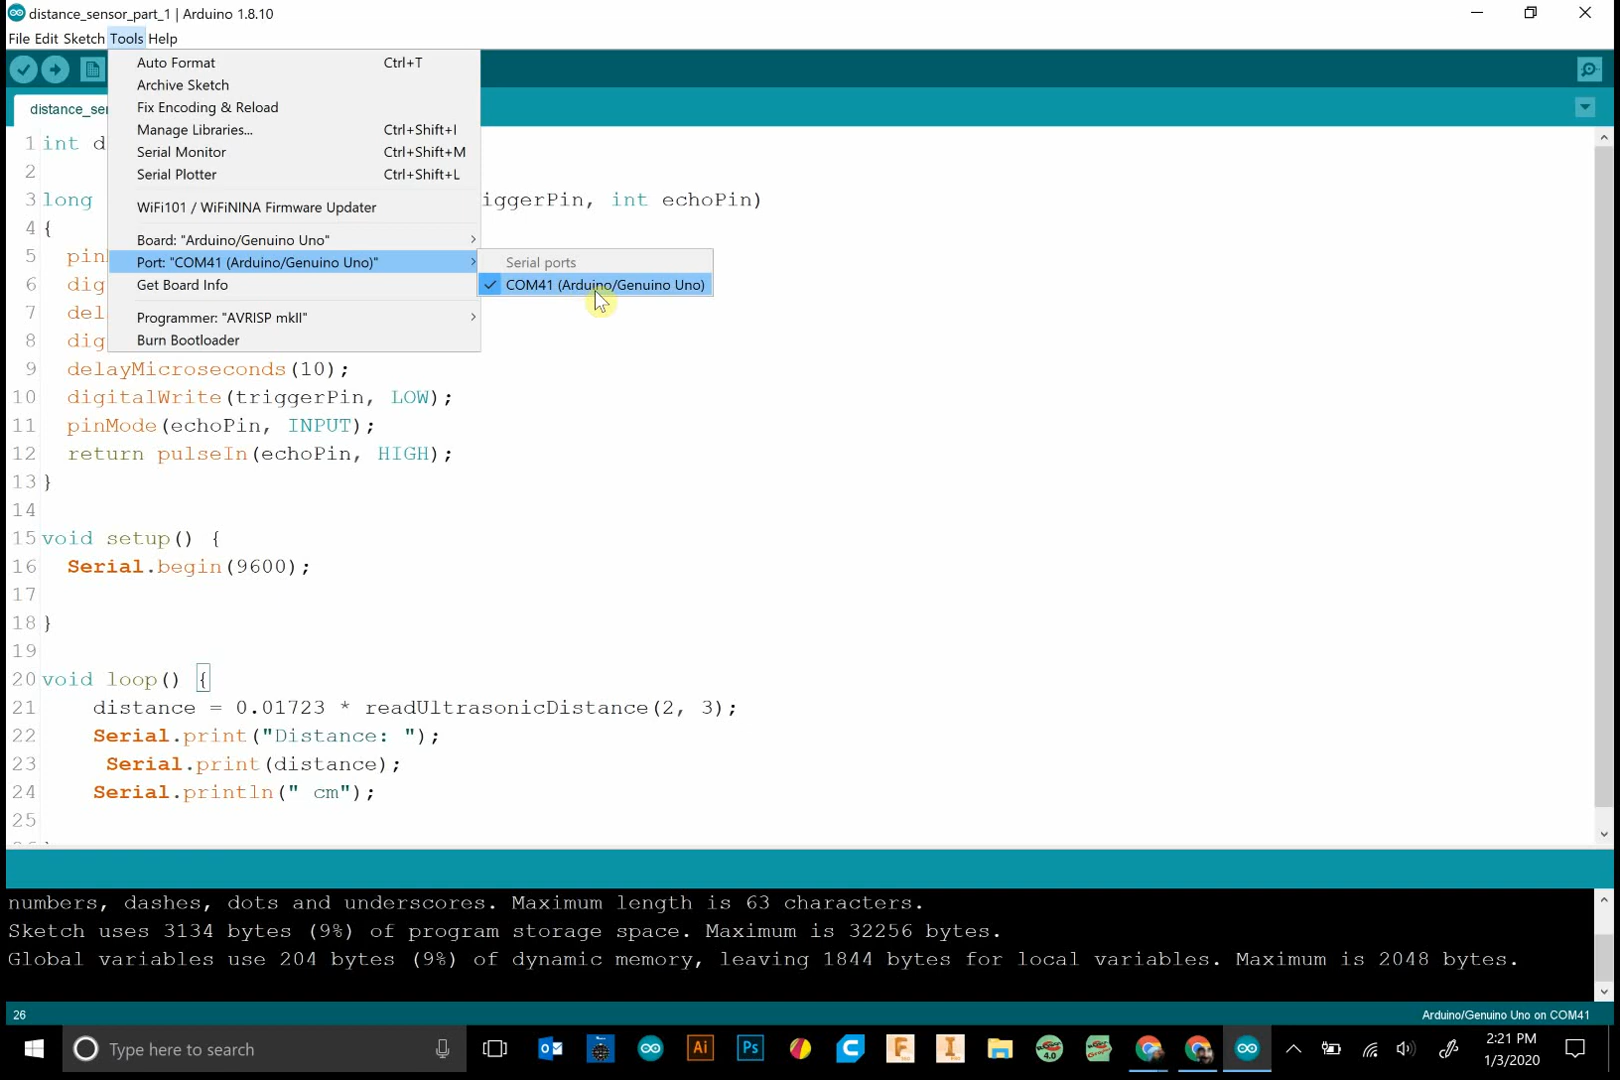 distance_sensor_part_1 | Arduino 1.8.10
File Edit Sketch Tools Help
Auto Format Ctrl+T
Archive Sketch
Fix Encoding & Reload
Manage Libraries... Ctrl+Shift+I
Serial Monitor Ctrl+Shift+M
Serial Plotter Ctrl+Shift+L
WiFi101 / WiFiNINA Firmware Updater
Board: "Arduino/Genuino Uno"
Port: "COM41 (Arduino/Genuino Uno)"
Get Board Info
Programmer: "AVRISP mkII"
Burn Bootloader
Serial ports
COM41 (Arduino/Genuino Uno)
distance_se
1 int d
2
3 long iggerPin, int echoPin)
4 {
5 pin
6 dig
7 del
8 dig
9 delayMicroseconds(10);
10 digitalWrite(triggerPin, LOW);
11 pinMode(echoPin, INPUT);
12 return pulseIn(echoPin, HIGH);
13 }
14
15 void setup() {
16 Serial.begin(9600);
17
18 }
19
20 void loop() {
21 distance = 0.01723 * readUltrasonicDistance(2, 3);
22 Serial.print("Distance: ");
23 Serial.print(distance);
24 Serial.println(" cm");
25
numbers, dashes, dots and underscores. Maximum length is 63 characters.
Sketch uses 3134 bytes (9%) of program storage space. Maximum is 32256 bytes.
Global variables use 204 bytes (9%) of dynamic memory, leaving 1844 bytes for local variables. Maximum is 2048 bytes.
26 Arduino/Genuino Uno on COM41
Type here to search
Ai
Ps
4.0
2:21 PM
1/3/2020